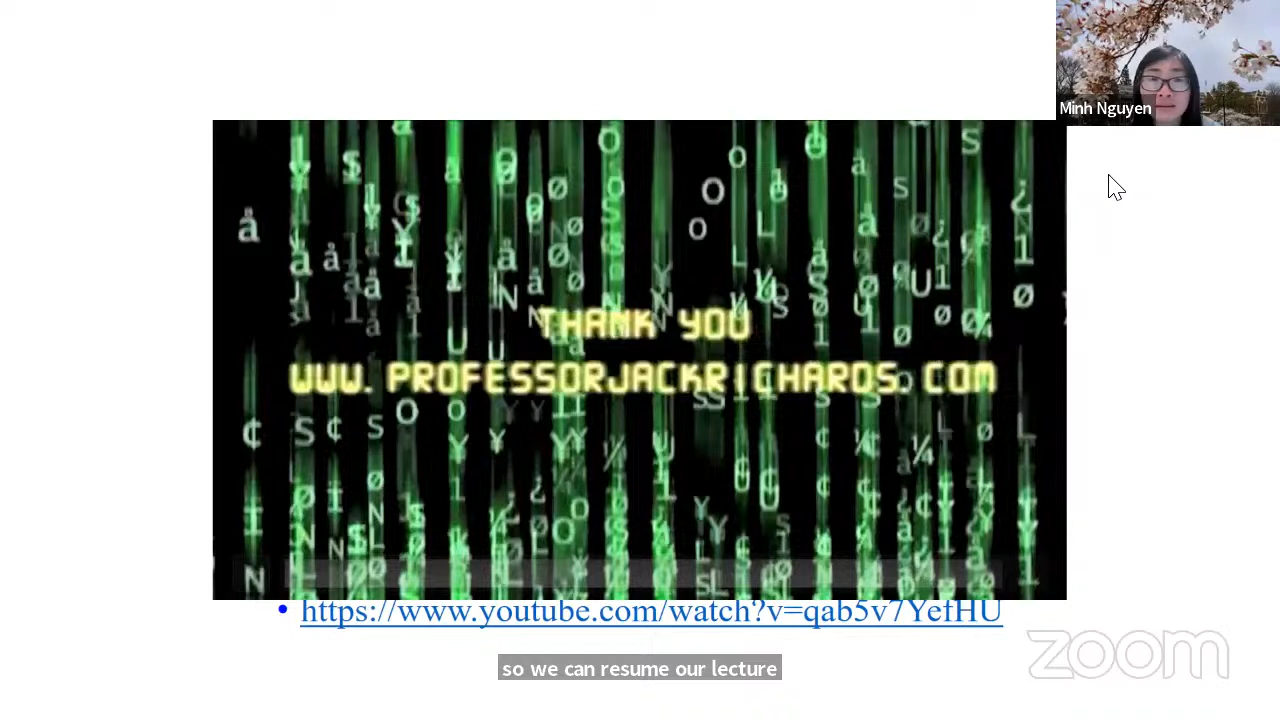 Minh Nguyen
THANK YOU
WWW.PROFESSORJACKRICHARDS.COM
• https://www.youtube.com/watch?v=qab5v7YefHU
zoom
so we can resume our lecture